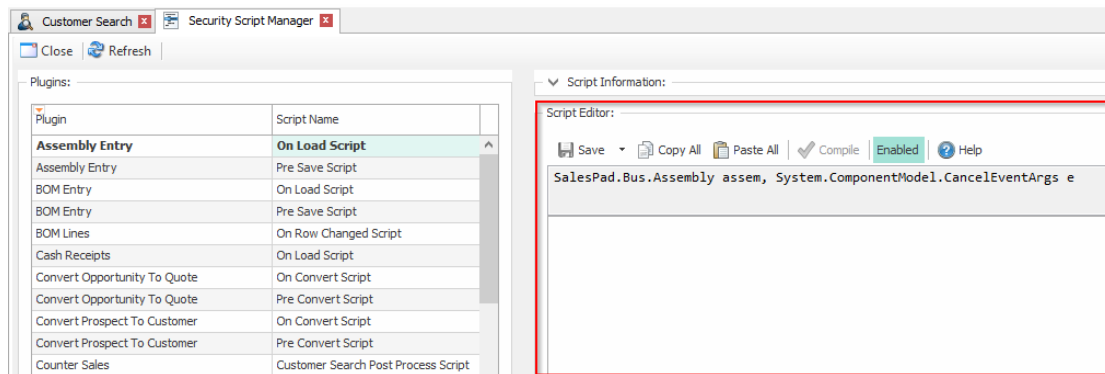 Customer Search Security Script Manager
Close Refresh
Plugins:
Plugin Script Name
Assembly Entry On Load Script
Assembly Entry Pre Save Script
BOM Entry On Load Script
BOM Entry Pre Save Script
BOM Lines On Row Changed Script
Cash Receipts On Load Script
Convert Opportunity To Quote On Convert Script
Convert Opportunity To Quote Pre Convert Script
Convert Prospect To Customer On Convert Script
Convert Prospect To Customer Pre Convert Script
Counter Sales Customer Search Post Process Script
Script Information:
Script Editor:
Save Copy All Paste All Compile Enabled Help
SalesPad.Bus.Assembly assem, System.ComponentModel.CancelEventArgs e